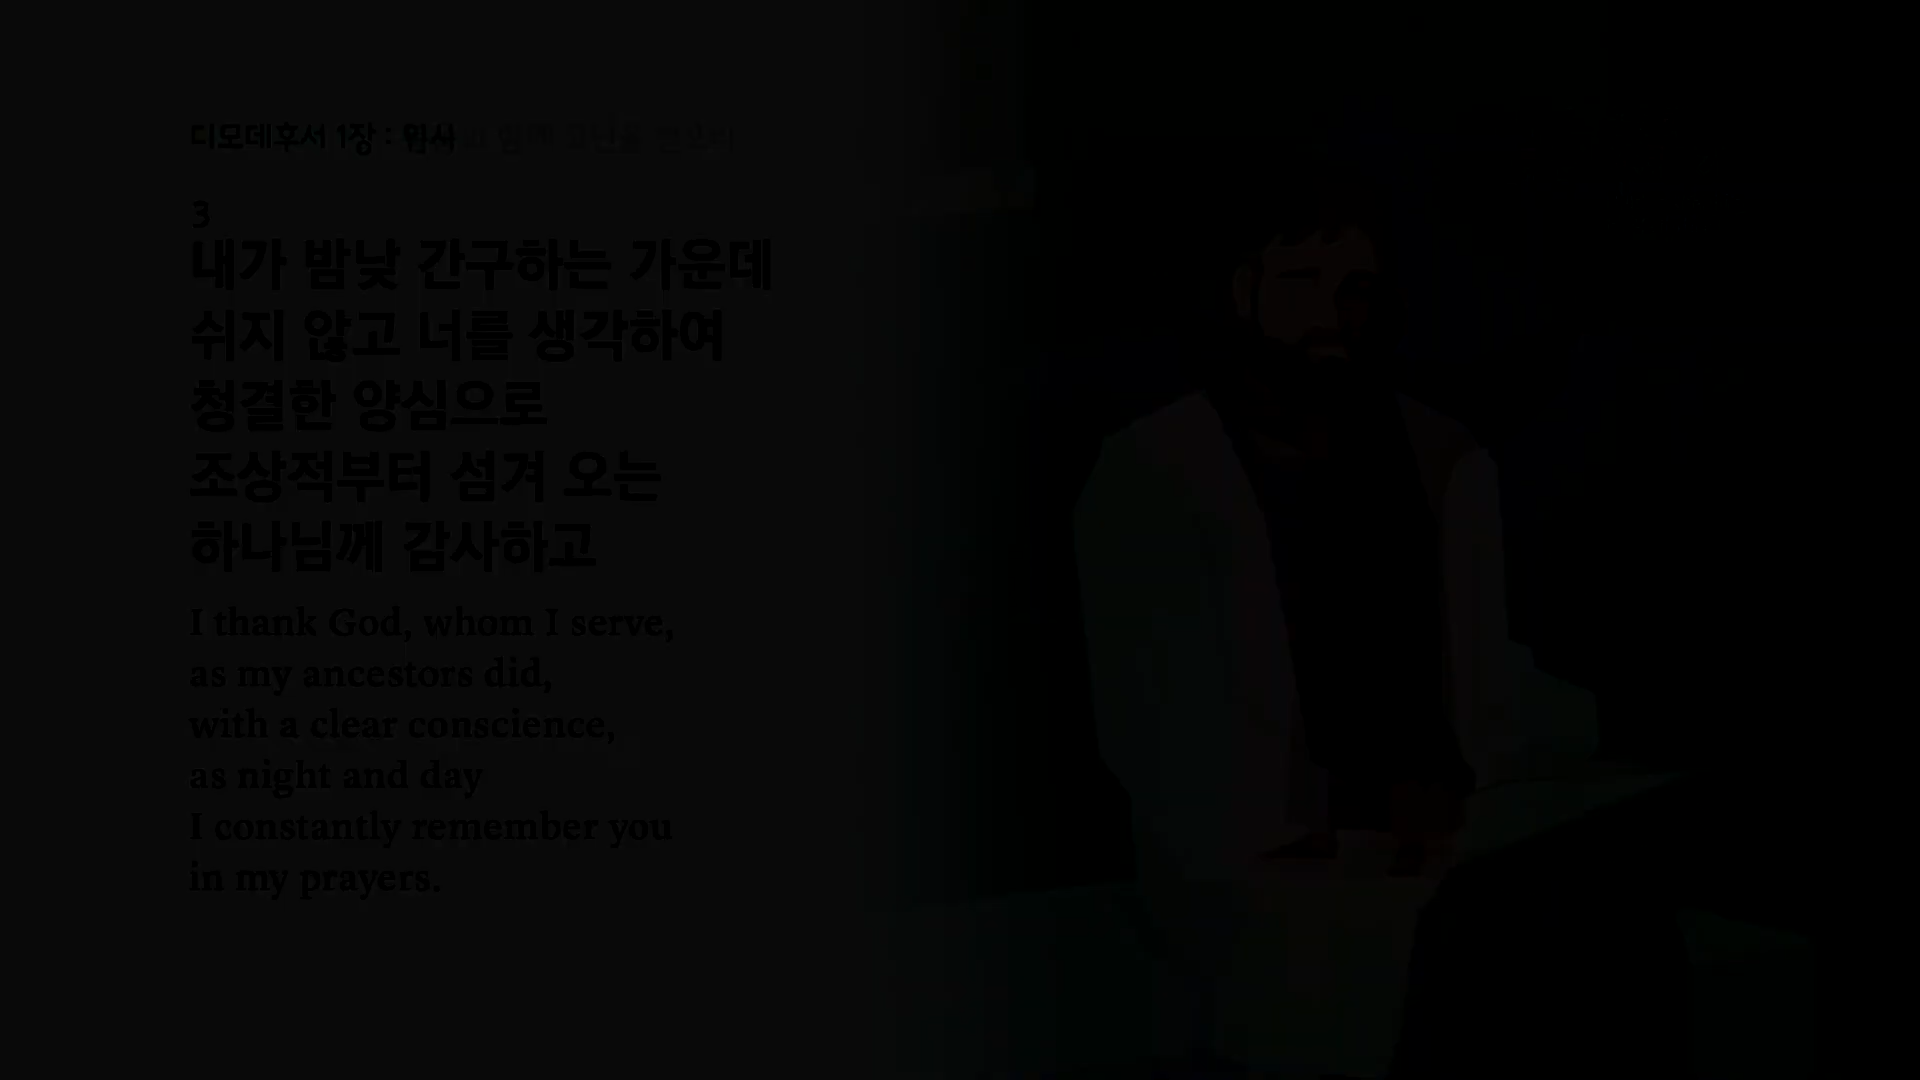 디모데후서 1장 :
3
내가 밤낮 간구하는 가운데
쉬지 않고 너를 생각하여
청결한 양심으로
조상적부터 섬겨 오는
하나님께 감사하고
I thank God, whom I serve,
as my ancestors did,
with a clear conscience,
as night and day
I constantly remember you
in my prayers.